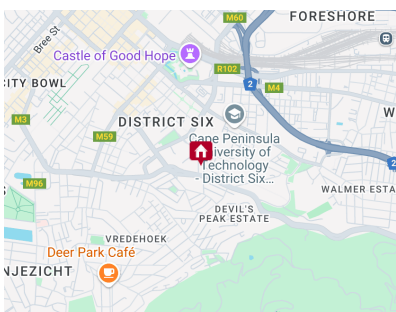 M60
FORESHORE
Bree St
Castle of Good Hope
R102
CITY BOWL
2
M4
M3
DISTRICT SIX
M59
Cape Peninsula
University of
Technology
- District Six...
2
M96
WALMER ESTA
DEVIL'S
PEAK ESTATE
VREDEHOEK
Deer Park Café
NJEZICHT